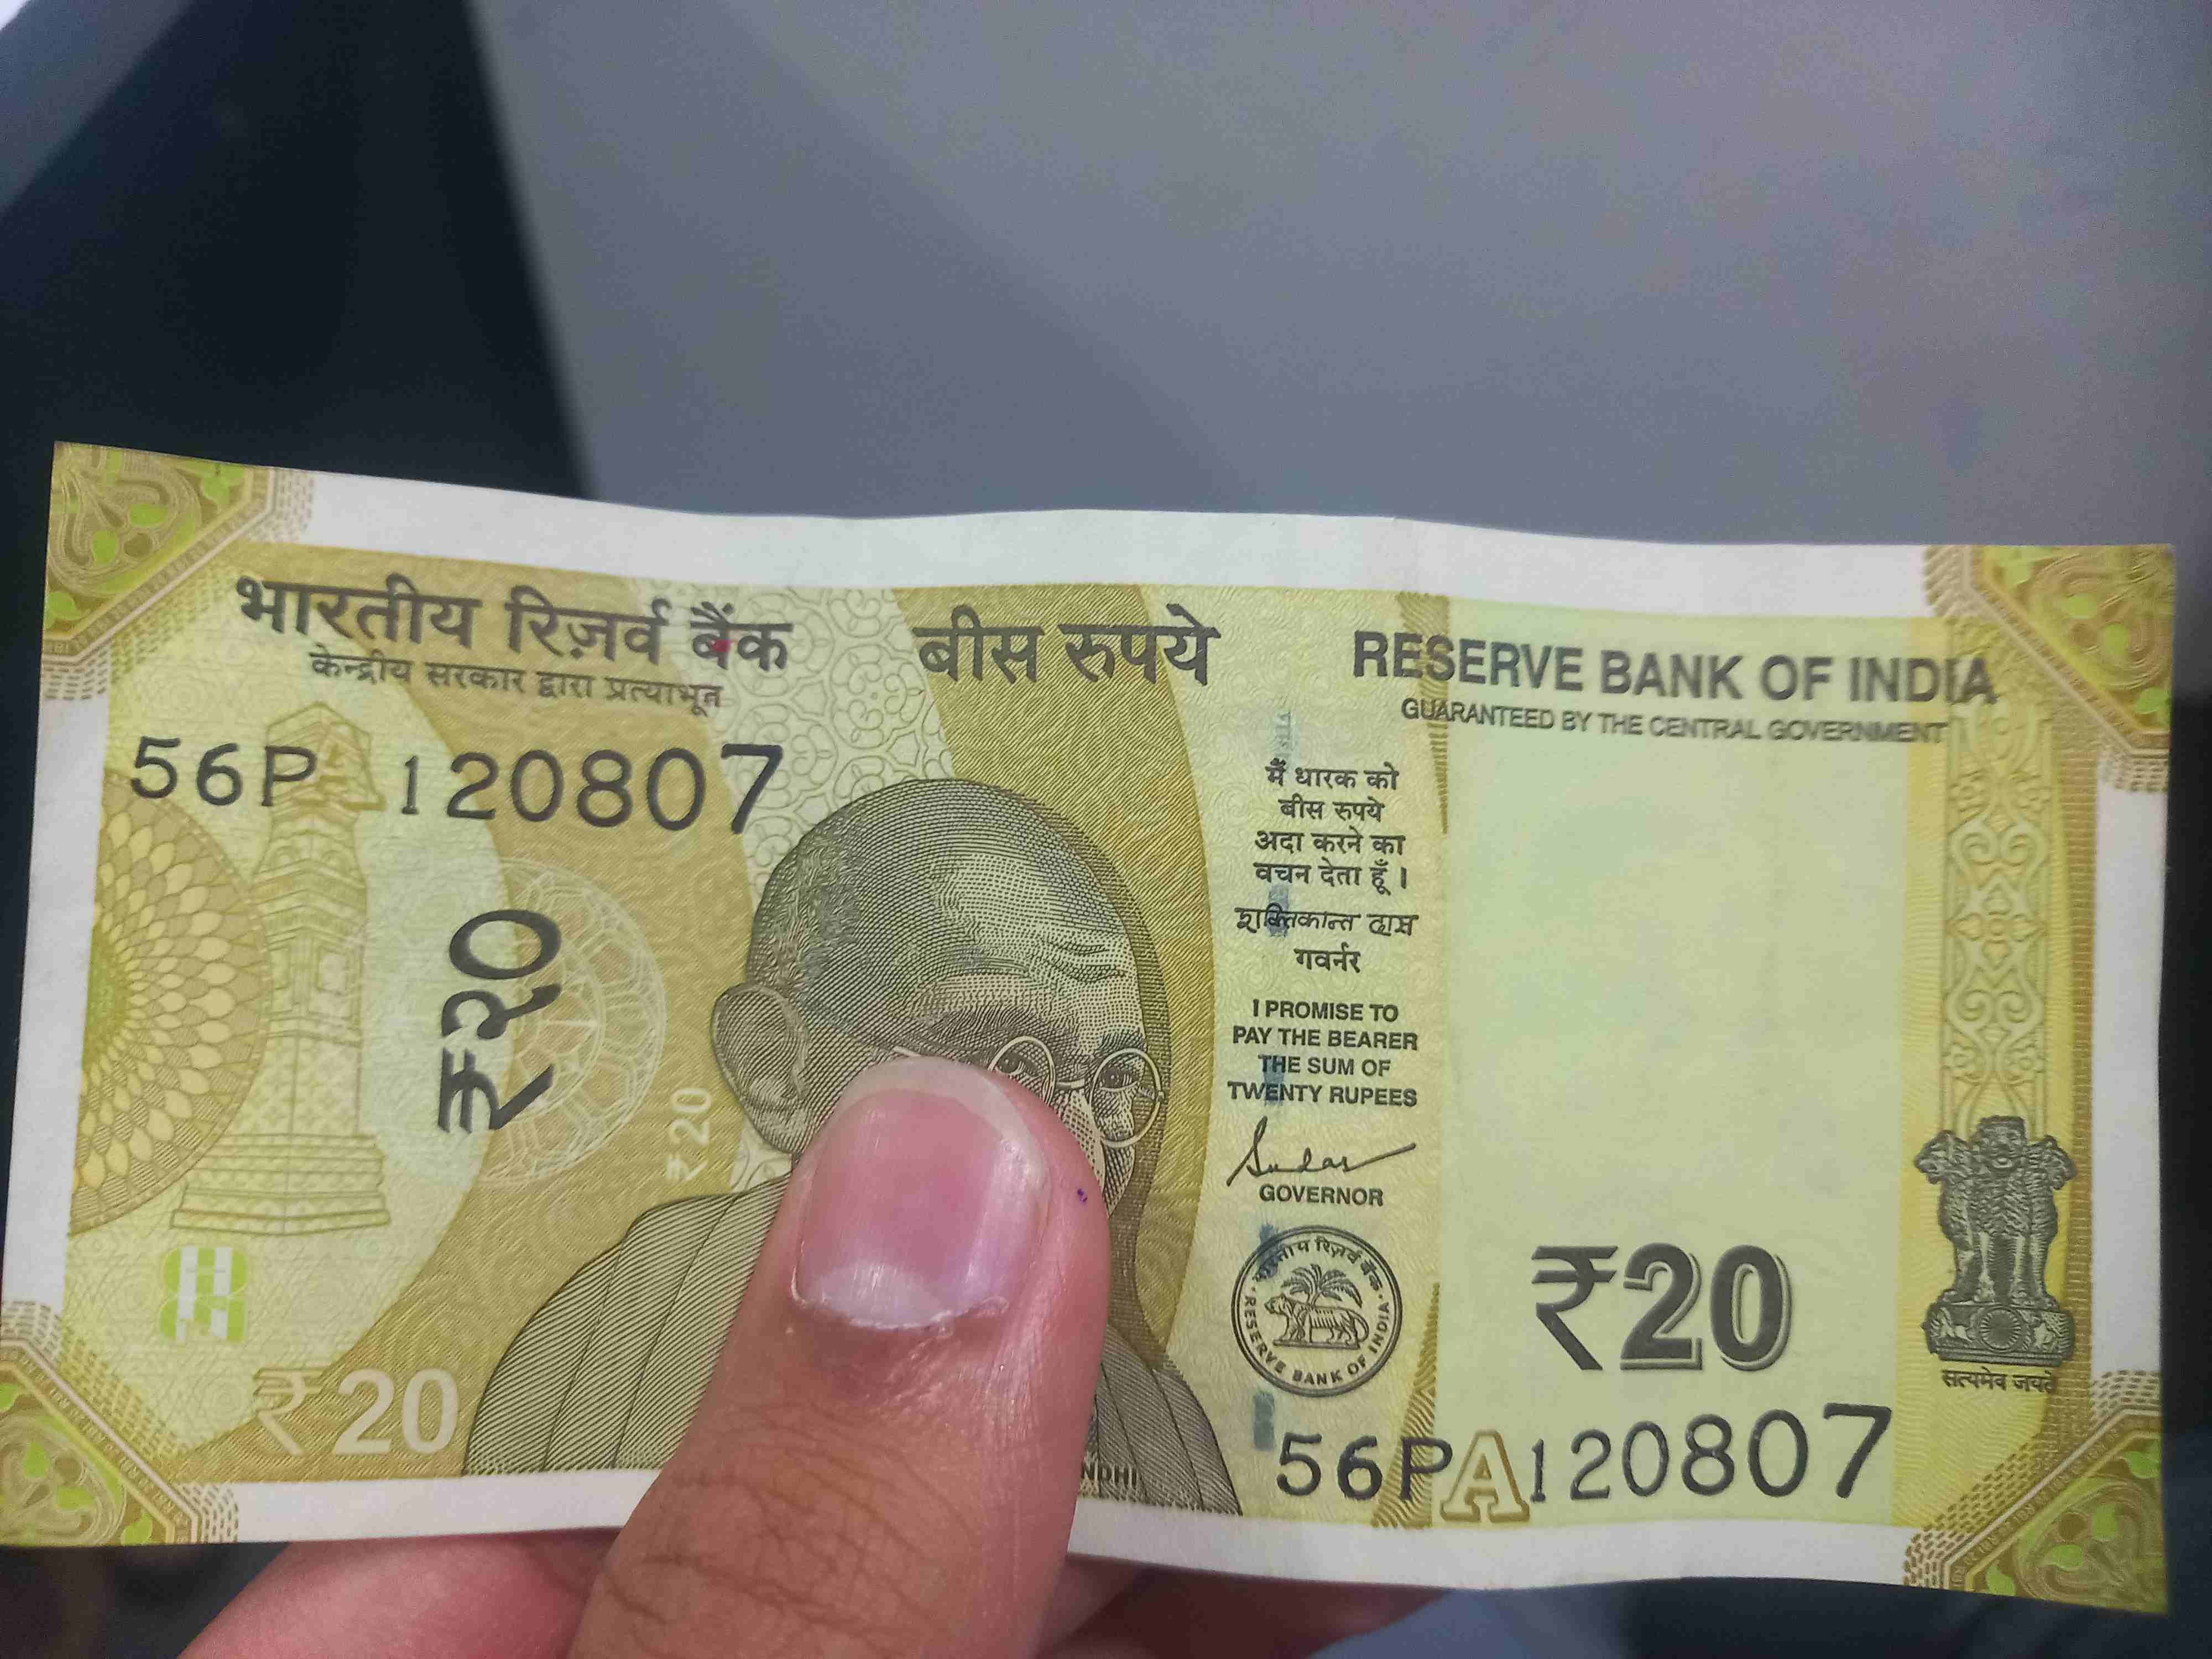 भारतीय रिज़र्व बैंक
केन्द्रीय सरकार द्वारा प्रत्याभूत
बीस रुपये
RESERVE BANK OF INDIA
GUARANTEED BY THE CENTRAL GOVERNMENT
56P 120807
₹२०
₹20
₹20
मैं धारक को
बीस रुपये
अदा करने का
वचन देता हूँ ।
शक्तिकान्त दास
गवर्नर
I PROMISE TO
PAY THE BEARER
THE SUM OF
TWENTY RUPEES
GOVERNOR
भारतीय रिज़र्व बैंक
RESERVE BANK OF INDIA
₹20
सत्यमेव जयते
56PA120807